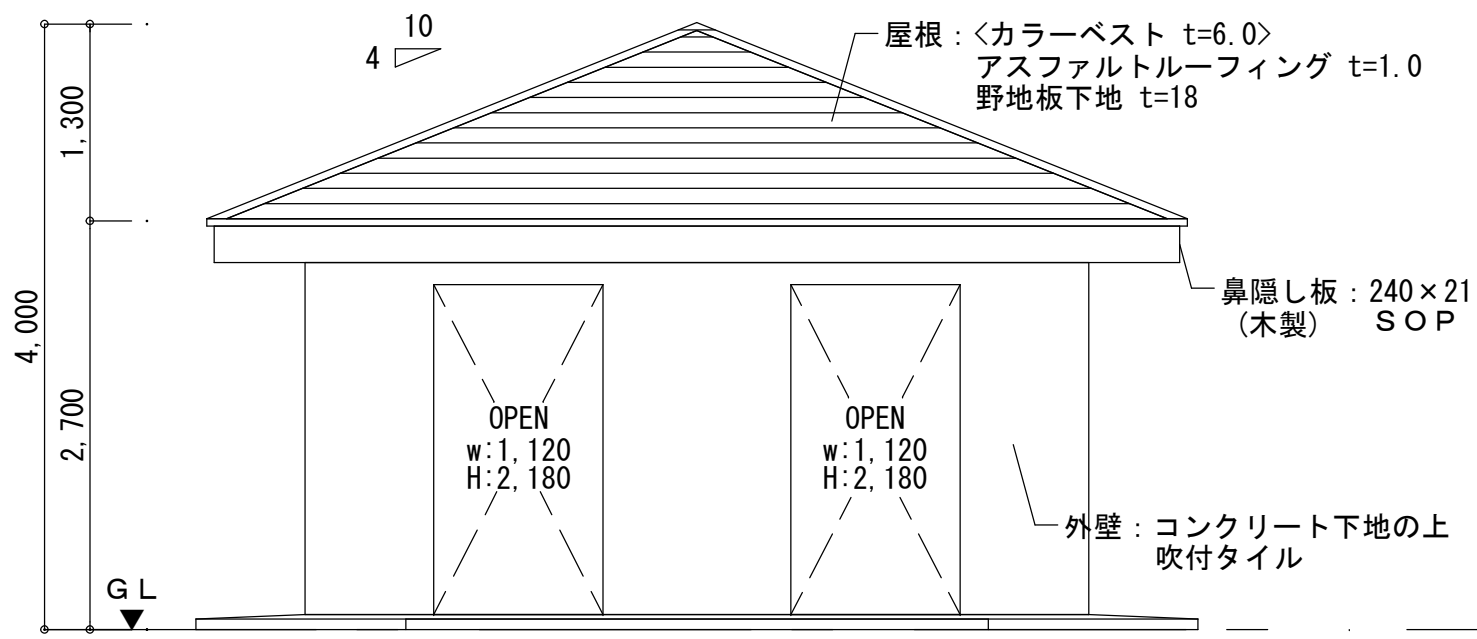 10
4
屋根：<カラーベスト t=6.0>
アスファルトルーフィング t=1.0
野地板下地 t=18
1,300
4,000
2,700
鼻隠し板：240×21
(木製) ＳＯＰ
OPEN
w:1,120
H:2,180
OPEN
w:1,120
H:2,180
外壁：コンクリート下地の上
吹付タイル
ＧＬ